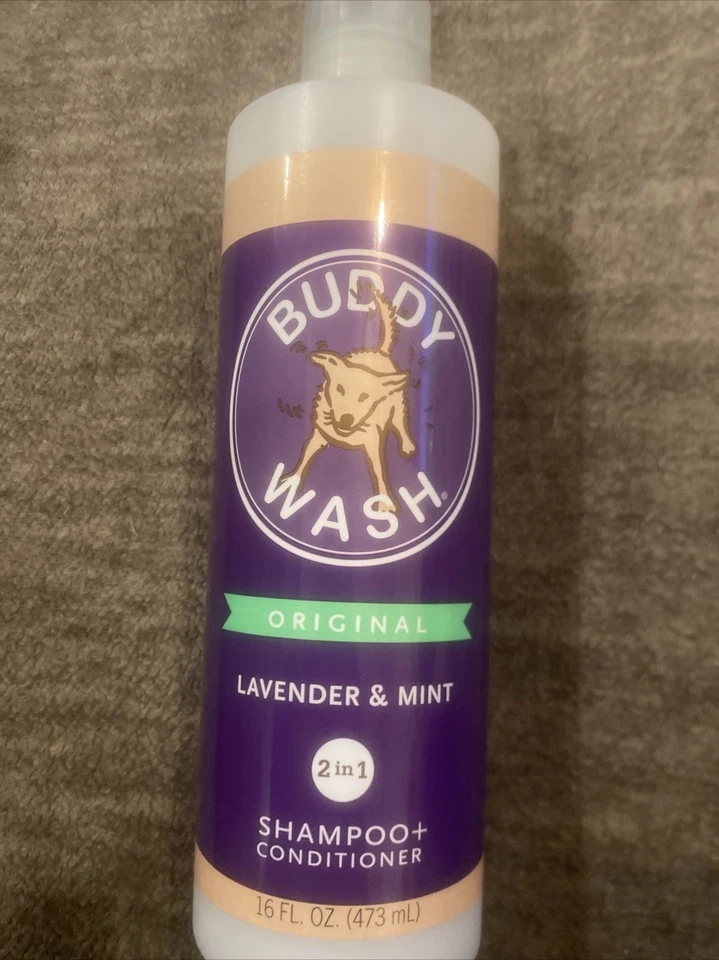 BUDDY
WASH®
ORIGINAL
LAVENDER & MINT
2 in 1
SHAMPOO+
CONDITIONER
16 FL. OZ. (473 mL)